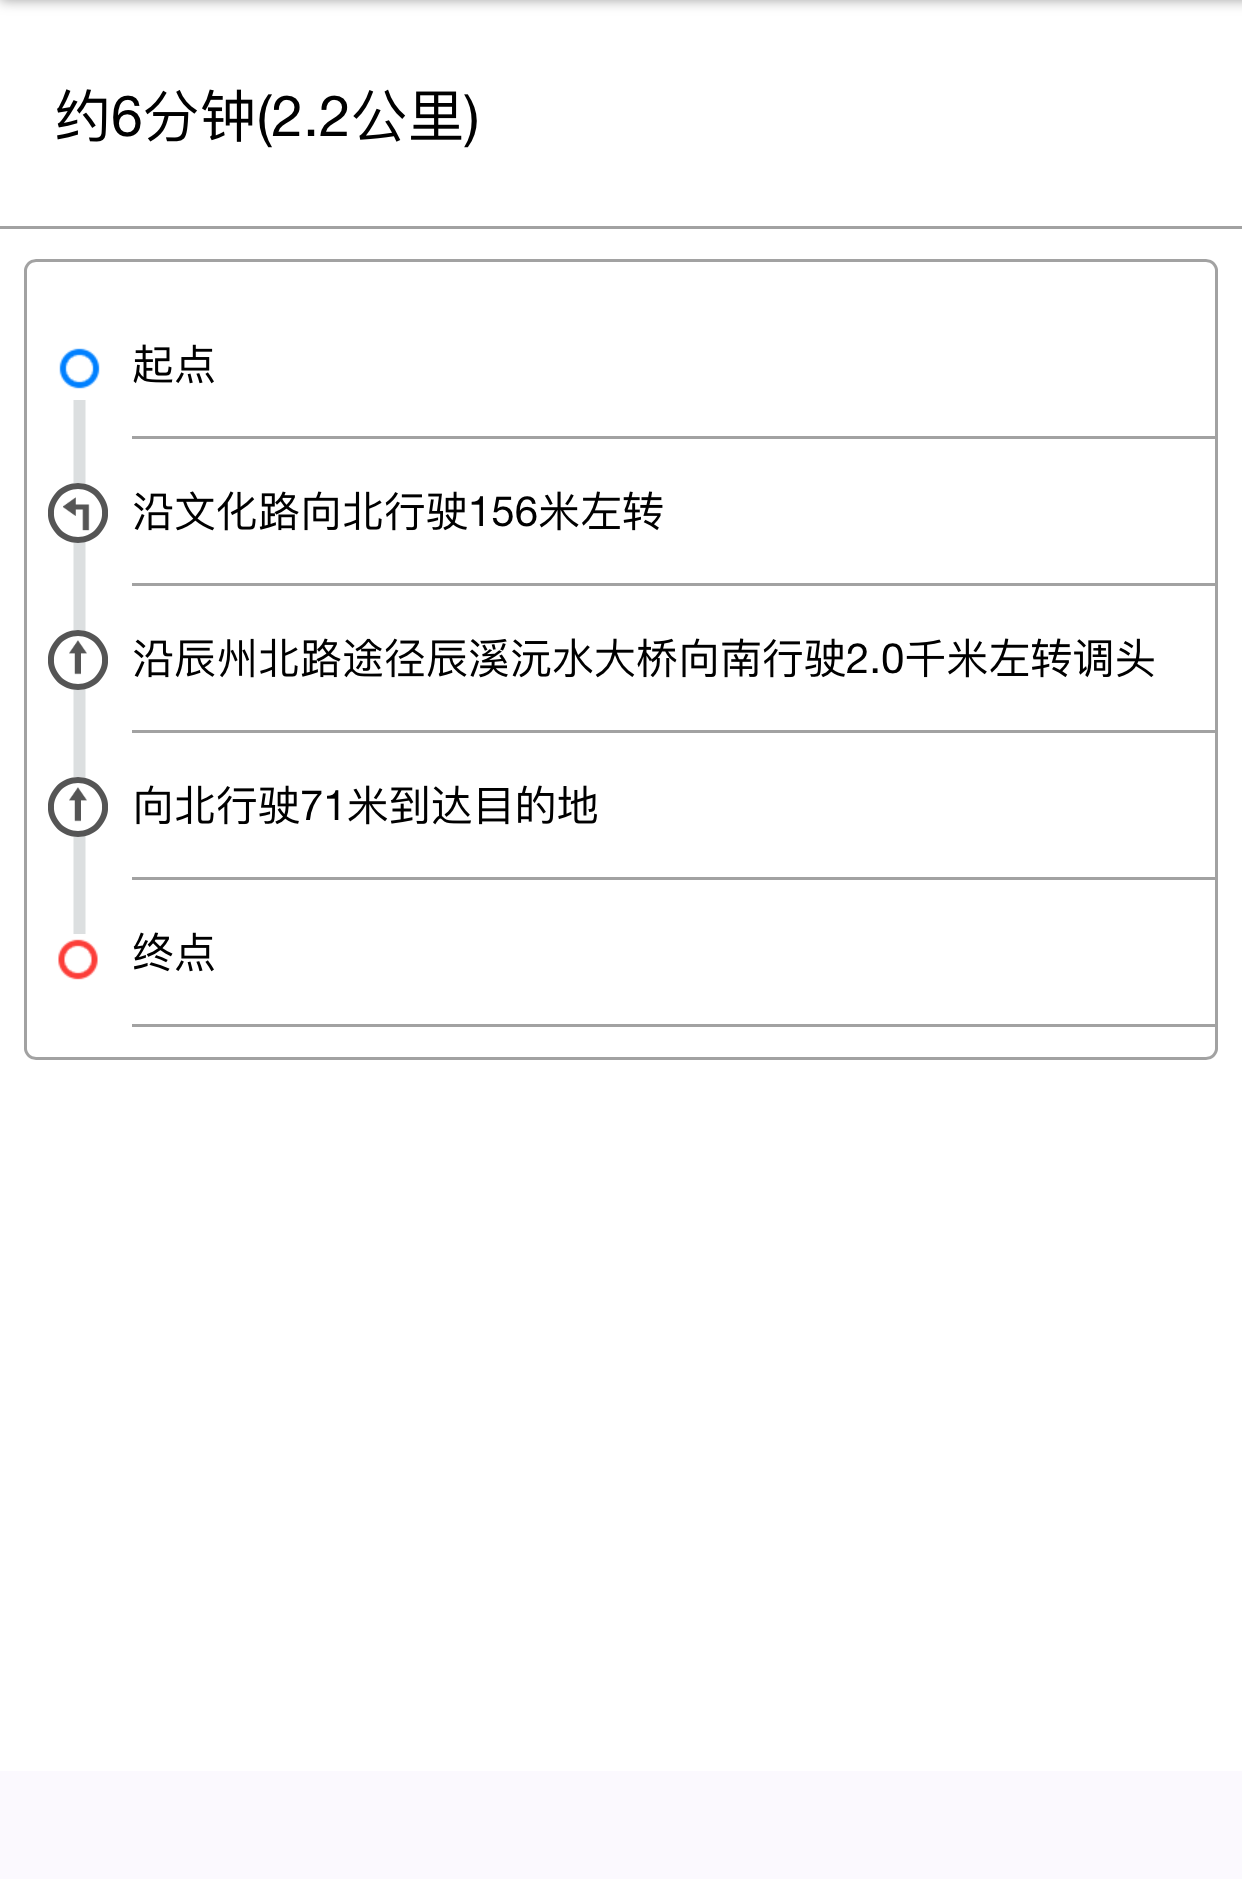 约6分钟(2.2公里)
起点
沿文化路向北行驶156米左转
沿辰州北路途径辰溪沅水大桥向南行驶2.0千米左转调头
向北行驶71米到达目的地
终点